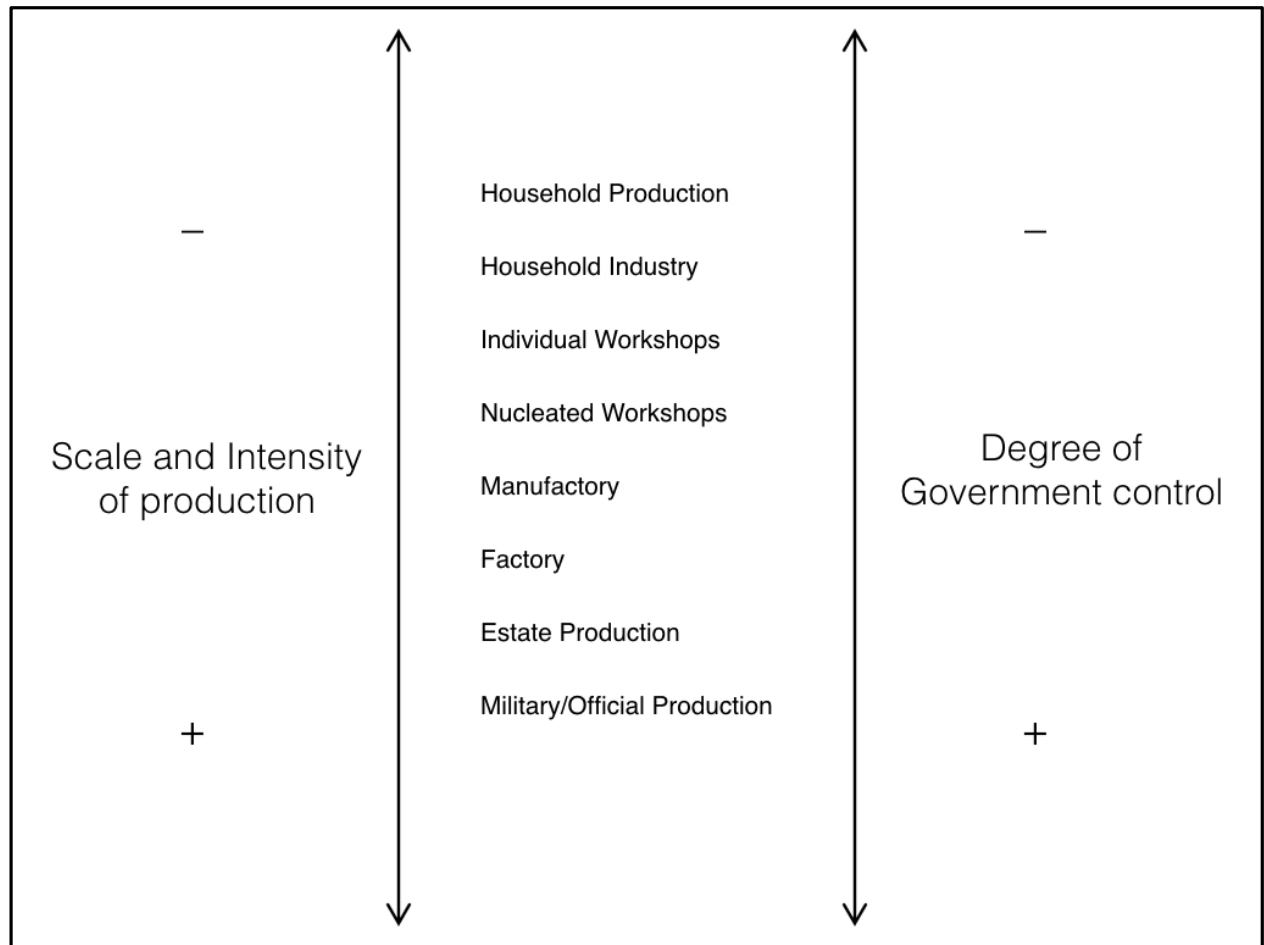 –
Scale and Intensity
of production
+
Household Production
Household Industry
Individual Workshops
Nucleated Workshops
Manufactory
Factory
Estate Production
Military/Official Production
–
Degree of
Government control
+